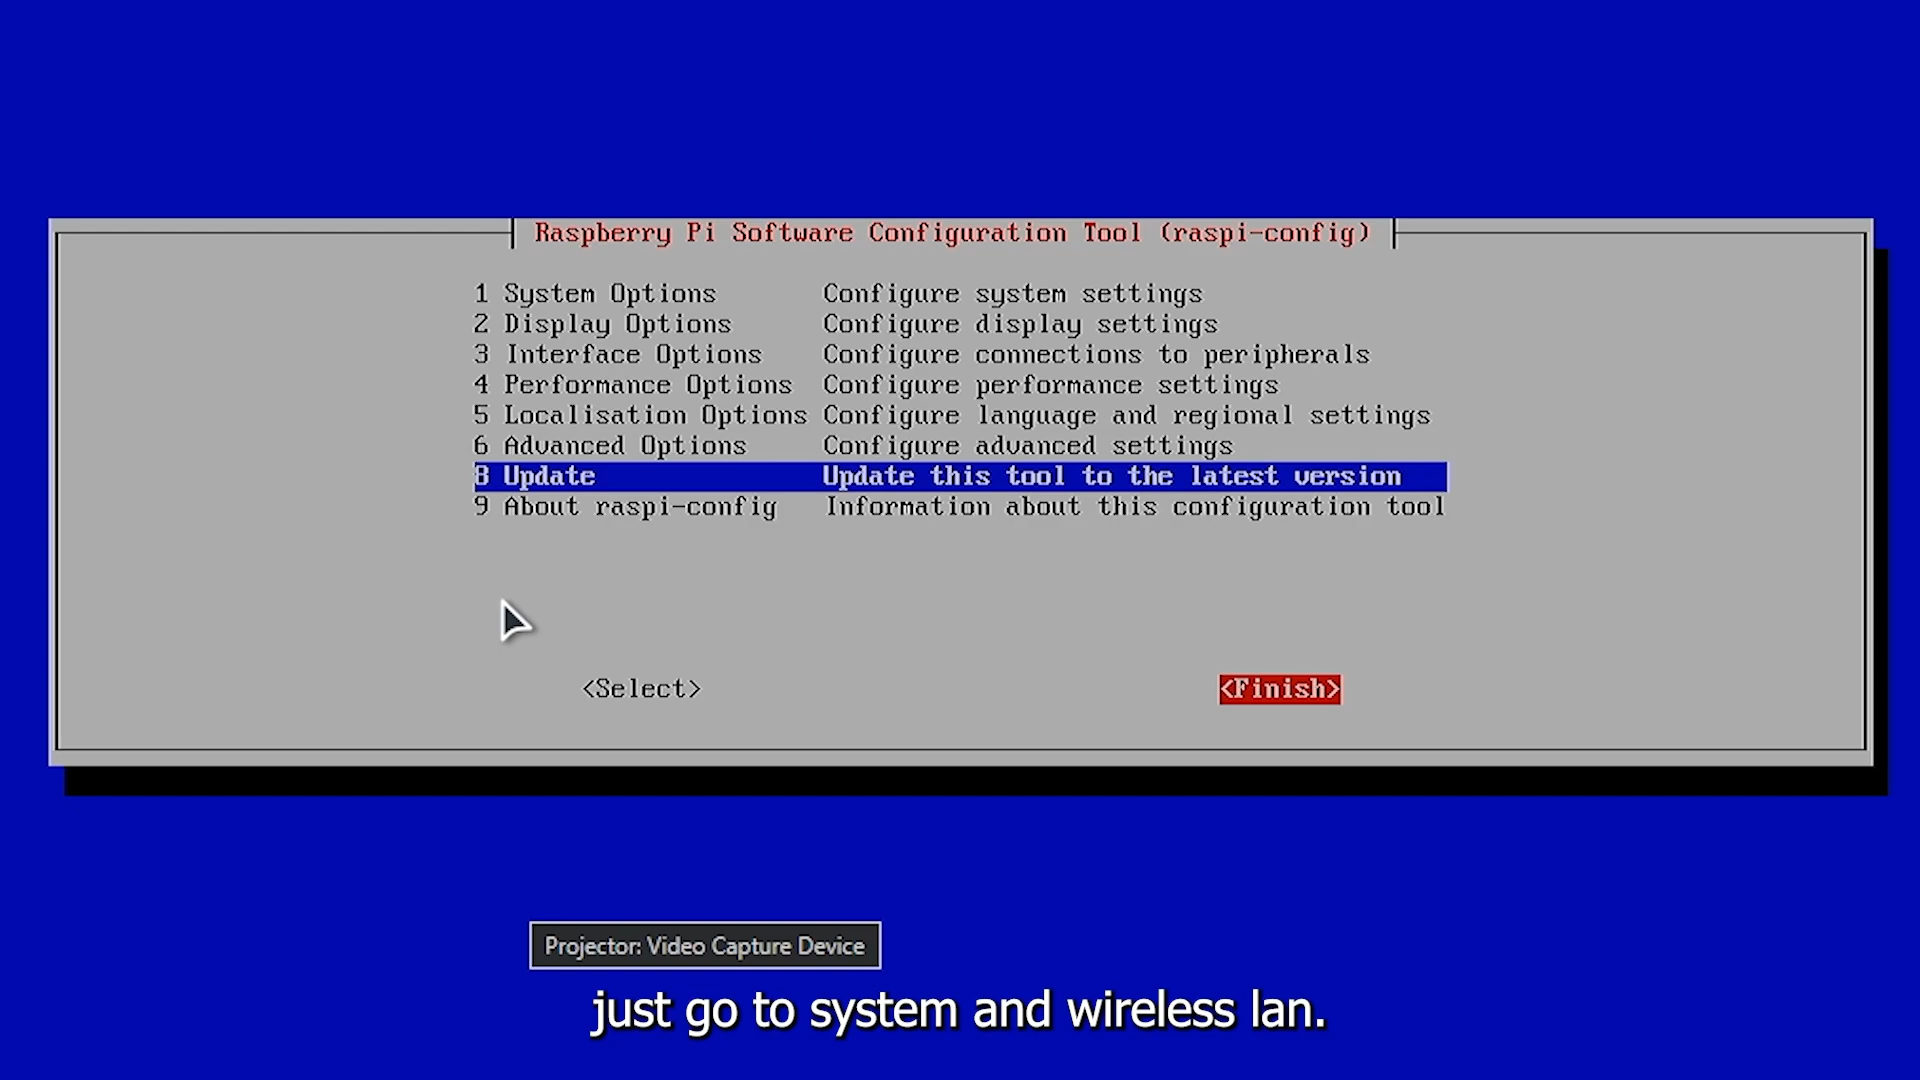 Raspberry Pi Software Configuration Tool (raspi-config)
1 System Options Configure system settings
2 Display Options Configure display settings
3 Interface Options Configure connections to peripherals
4 Performance Options Configure performance settings
5 Localisation Options Configure language and regional settings
6 Advanced Options Configure advanced settings
8 Update Update this tool to the latest version
9 About raspi-config Information about this configuration tool
<Select> <Finish>
Projector: Video Capture Device
just go to system and wireless lan.